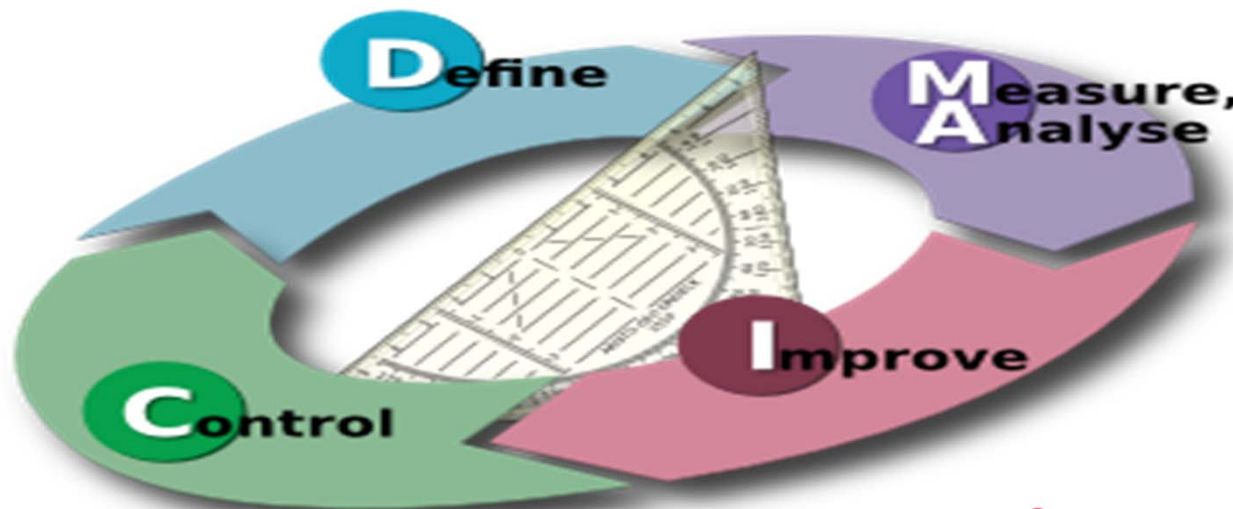 Define
Measure,
Analyse
Improve
Control